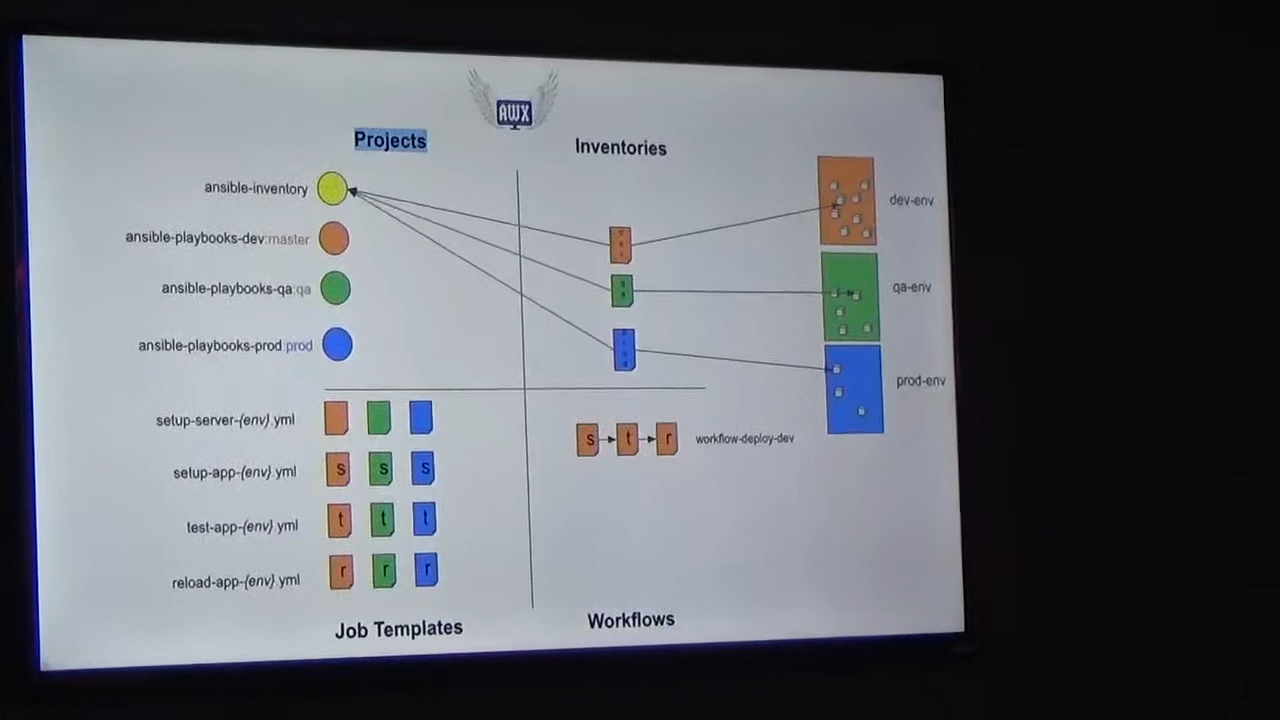 AWX
Projects
Inventories
ansible-inventory
ansible-playbooks-dev:master
ansible-playbooks-qa:qa
ansible-playbooks-prod:prod
dev-env
qa-env
prod-env
setup-server-{env}.yml
setup-app-{env}.yml
s s s
test-app-{env}.yml
t t t
reload-app-{env}.yml
r r r
Job Templates
s t r
workflow-deploy-dev
Workflows